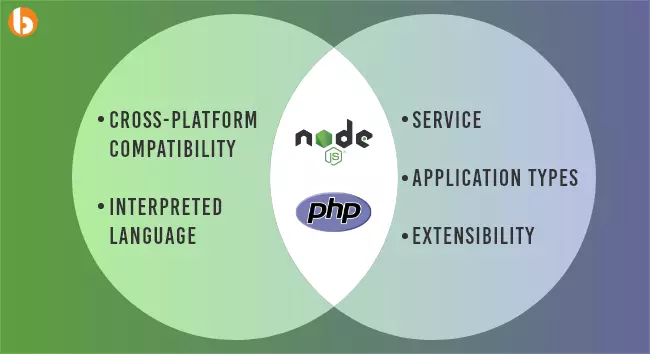 b
• CROSS-PLATFORM
COMPATIBILITY
• INTERPRETED
LANGUAGE
node
JS
php
• SERVICE
• APPLICATION TYPES
• EXTENSIBILITY